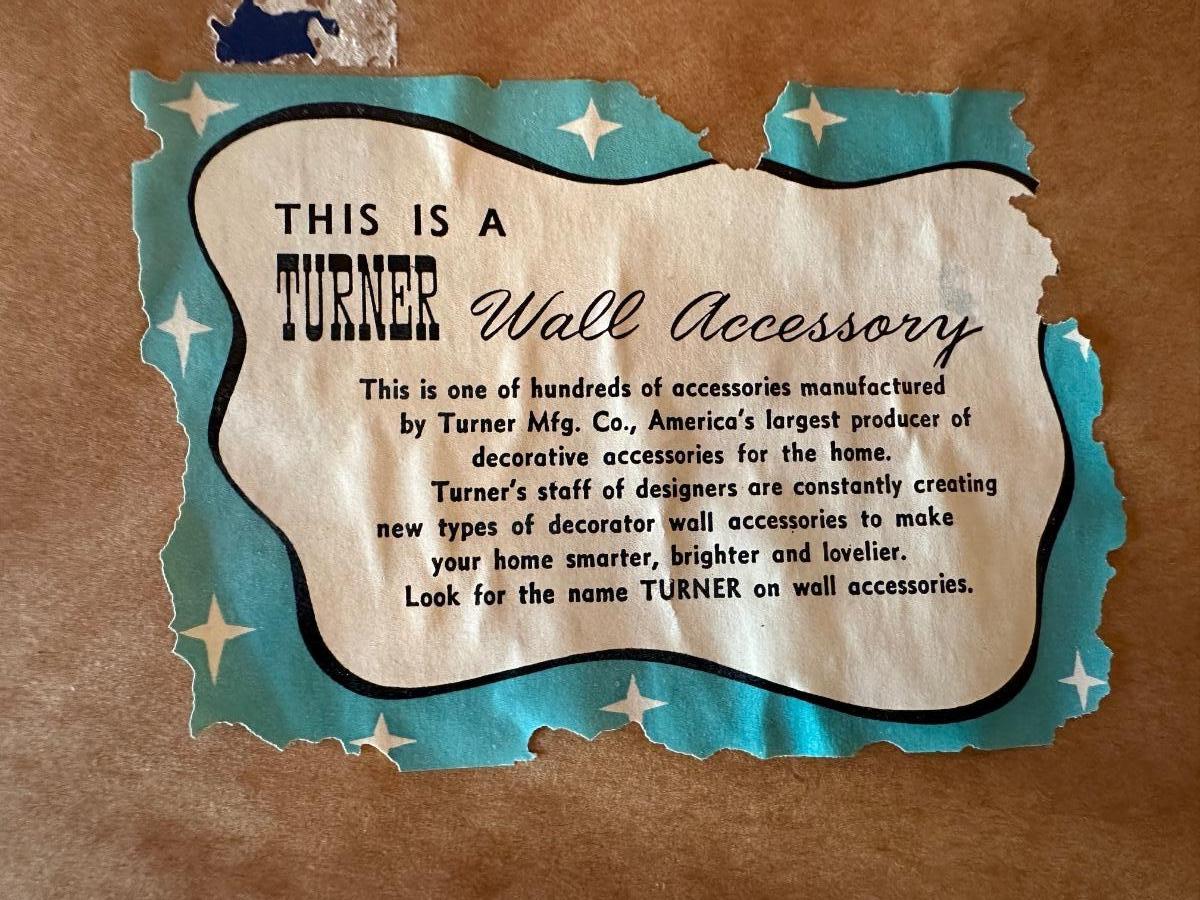 THIS IS A
TURNER Wall Accessory
This is one of hundreds of accessories manufactured
by Turner Mfg. Co., America's largest producer of
decorative accessories for the home.
Turner's staff of designers are constantly creating
new types of decorator wall accessories to make
your home smarter, brighter and lovelier.
Look for the name TURNER on wall accessories.